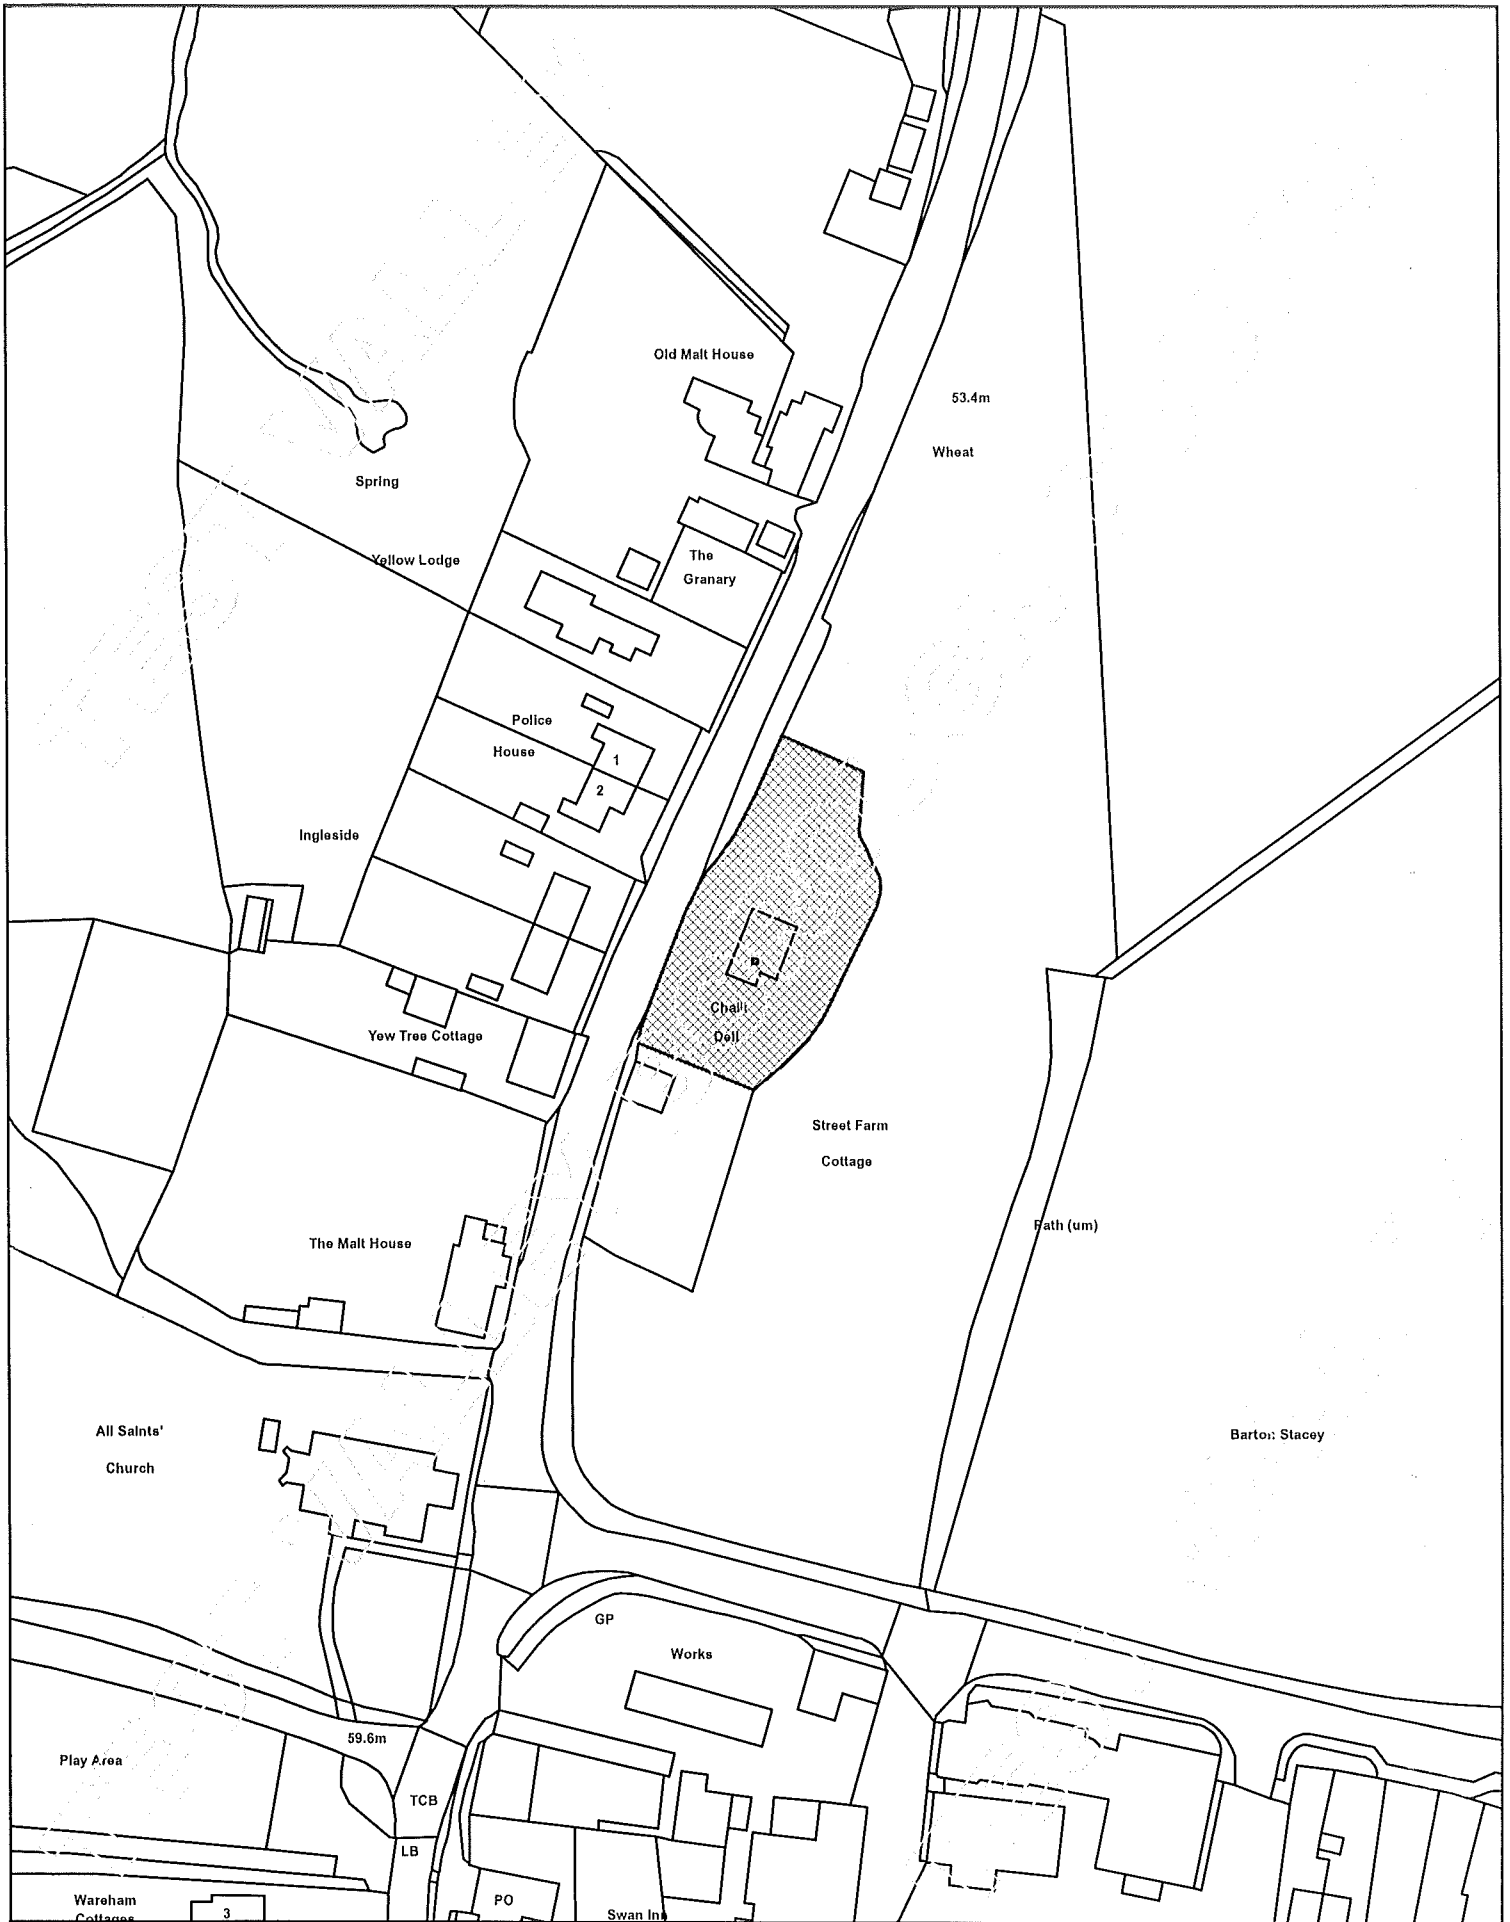 Old Malt House
53.4m
Wheat
Spring
Yellow Lodge
The
Granary
Police
House
1
2
Ingleside
Yew Tree Cottage
Dell
Street Farm
Cottage
Path (um)
The Malt House
All Saints'
Church
Barton Stacey
GP
Works
59.6m
Play Area
TCB
LB
Wareham
Cottages
3
PO
Swan Inn